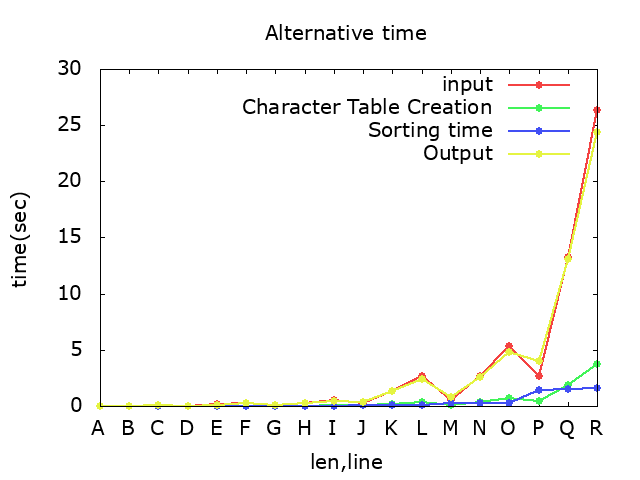 Alternative time
30
25
20
15
10
5
0
time(sec)
input
Character Table Creation
Sorting time
Output
A B C D E F G H I J K L M N O P Q R
len,line